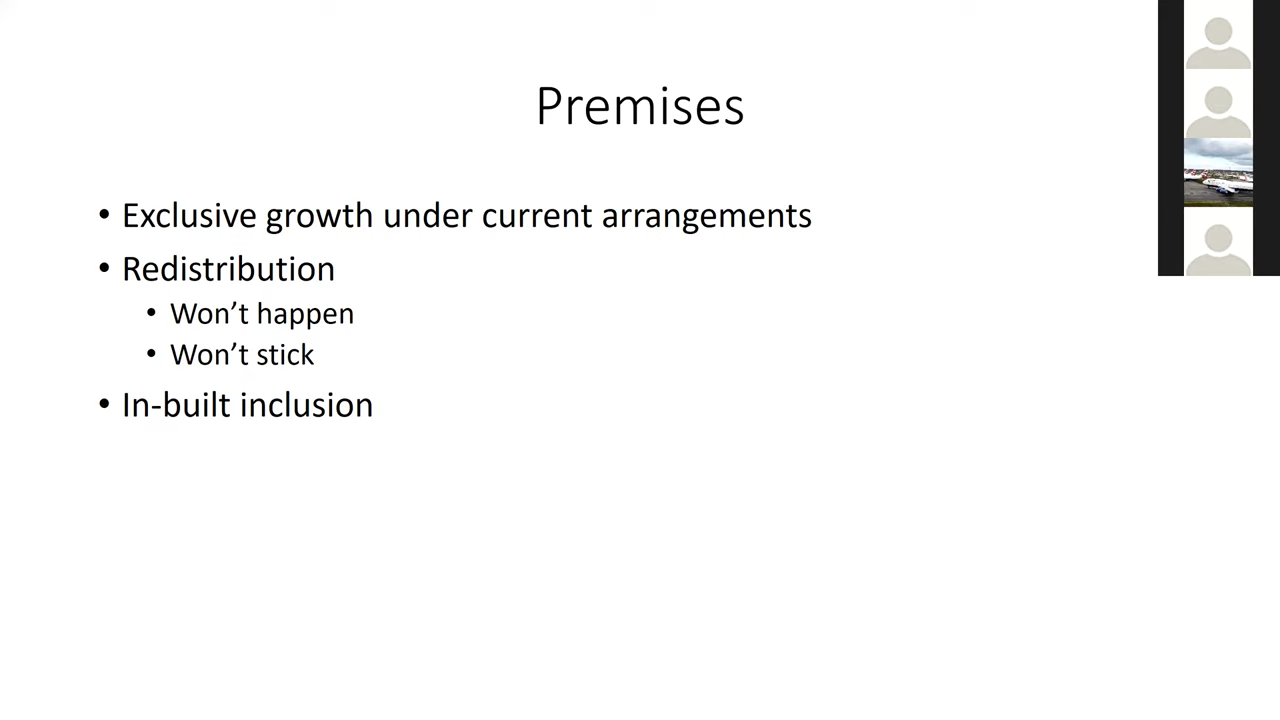 Premises
• Exclusive growth under current arrangements
• Redistribution
• Won’t happen
• Won’t stick
• In-built inclusion